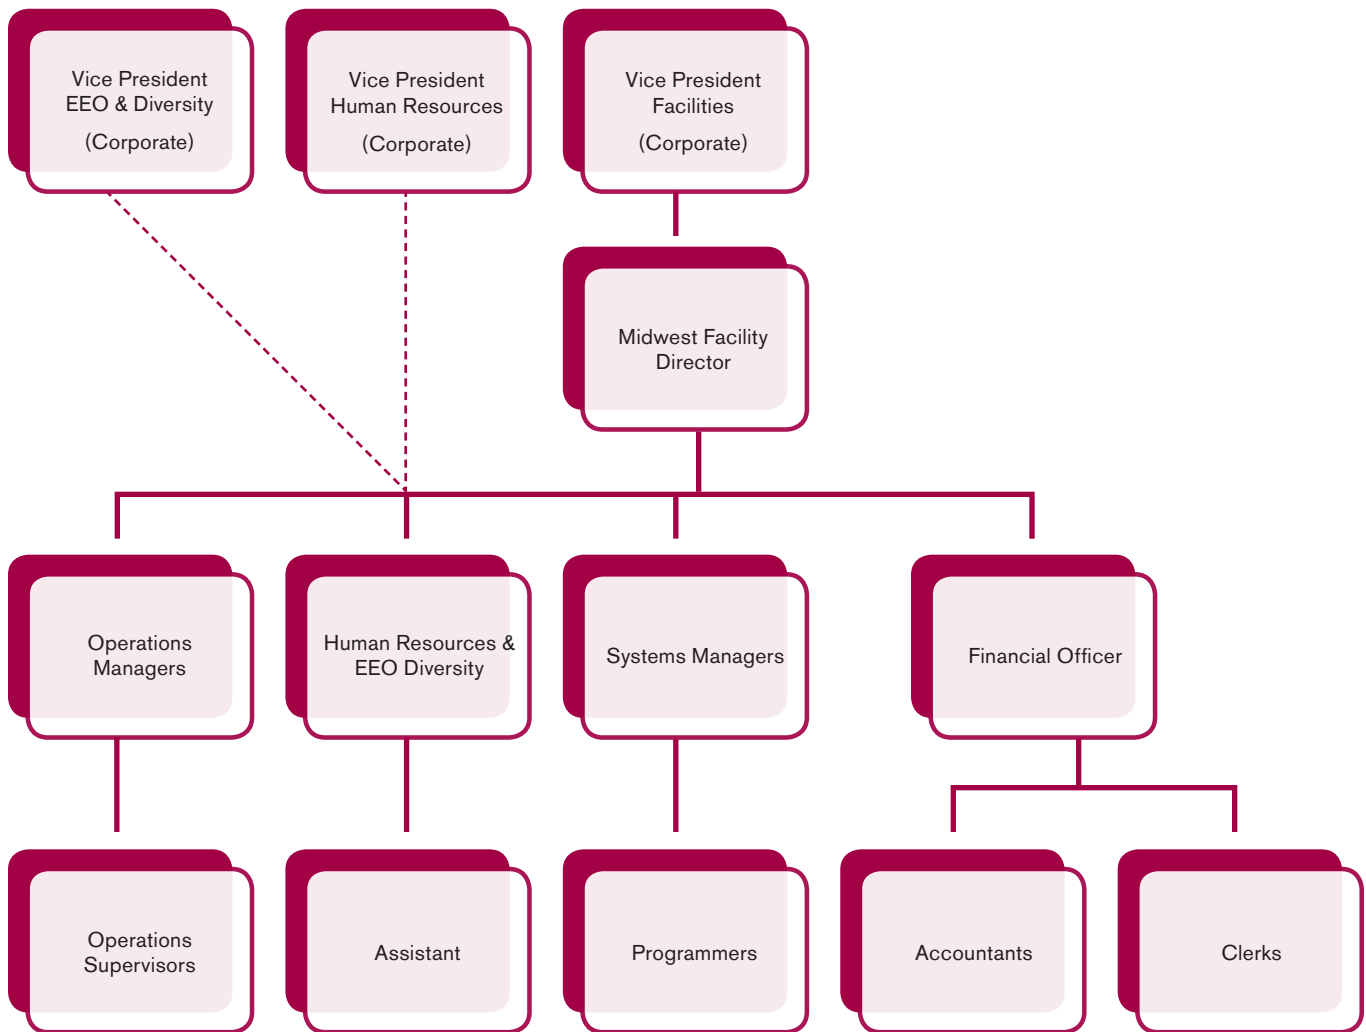 Vice President
EEO & Diversity
(Corporate)
Vice President
Human Resources
(Corporate)
Vice President
Facilities
(Corporate)
Midwest Facility
Director
Operations
Managers
Human Resources &
EEO Diversity
Systems Managers
Financial Officer
Operations
Supervisors
Assistant
Programmers
Accountants
Clerks